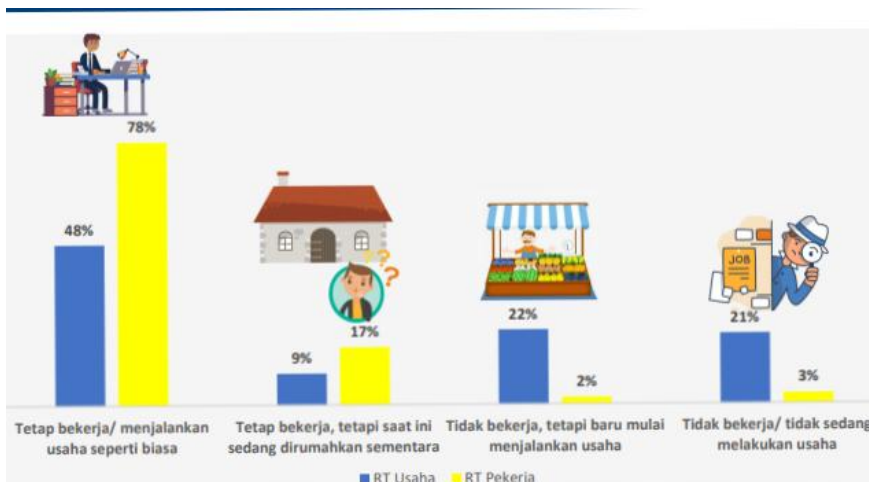 78%
48%
JOB
17%
9%
22%
2%
21%
3%
Tetap bekerja/ menjalankan
usaha seperti biasa
Tetap bekerja, tetapi saat ini
sedang dirumahkan sementara
Tidak bekerja, tetapi baru mulai
menjalankan usaha
Tidak bekerja/ tidak sedang
melakukan usaha
RT Usaha RT Pekerja